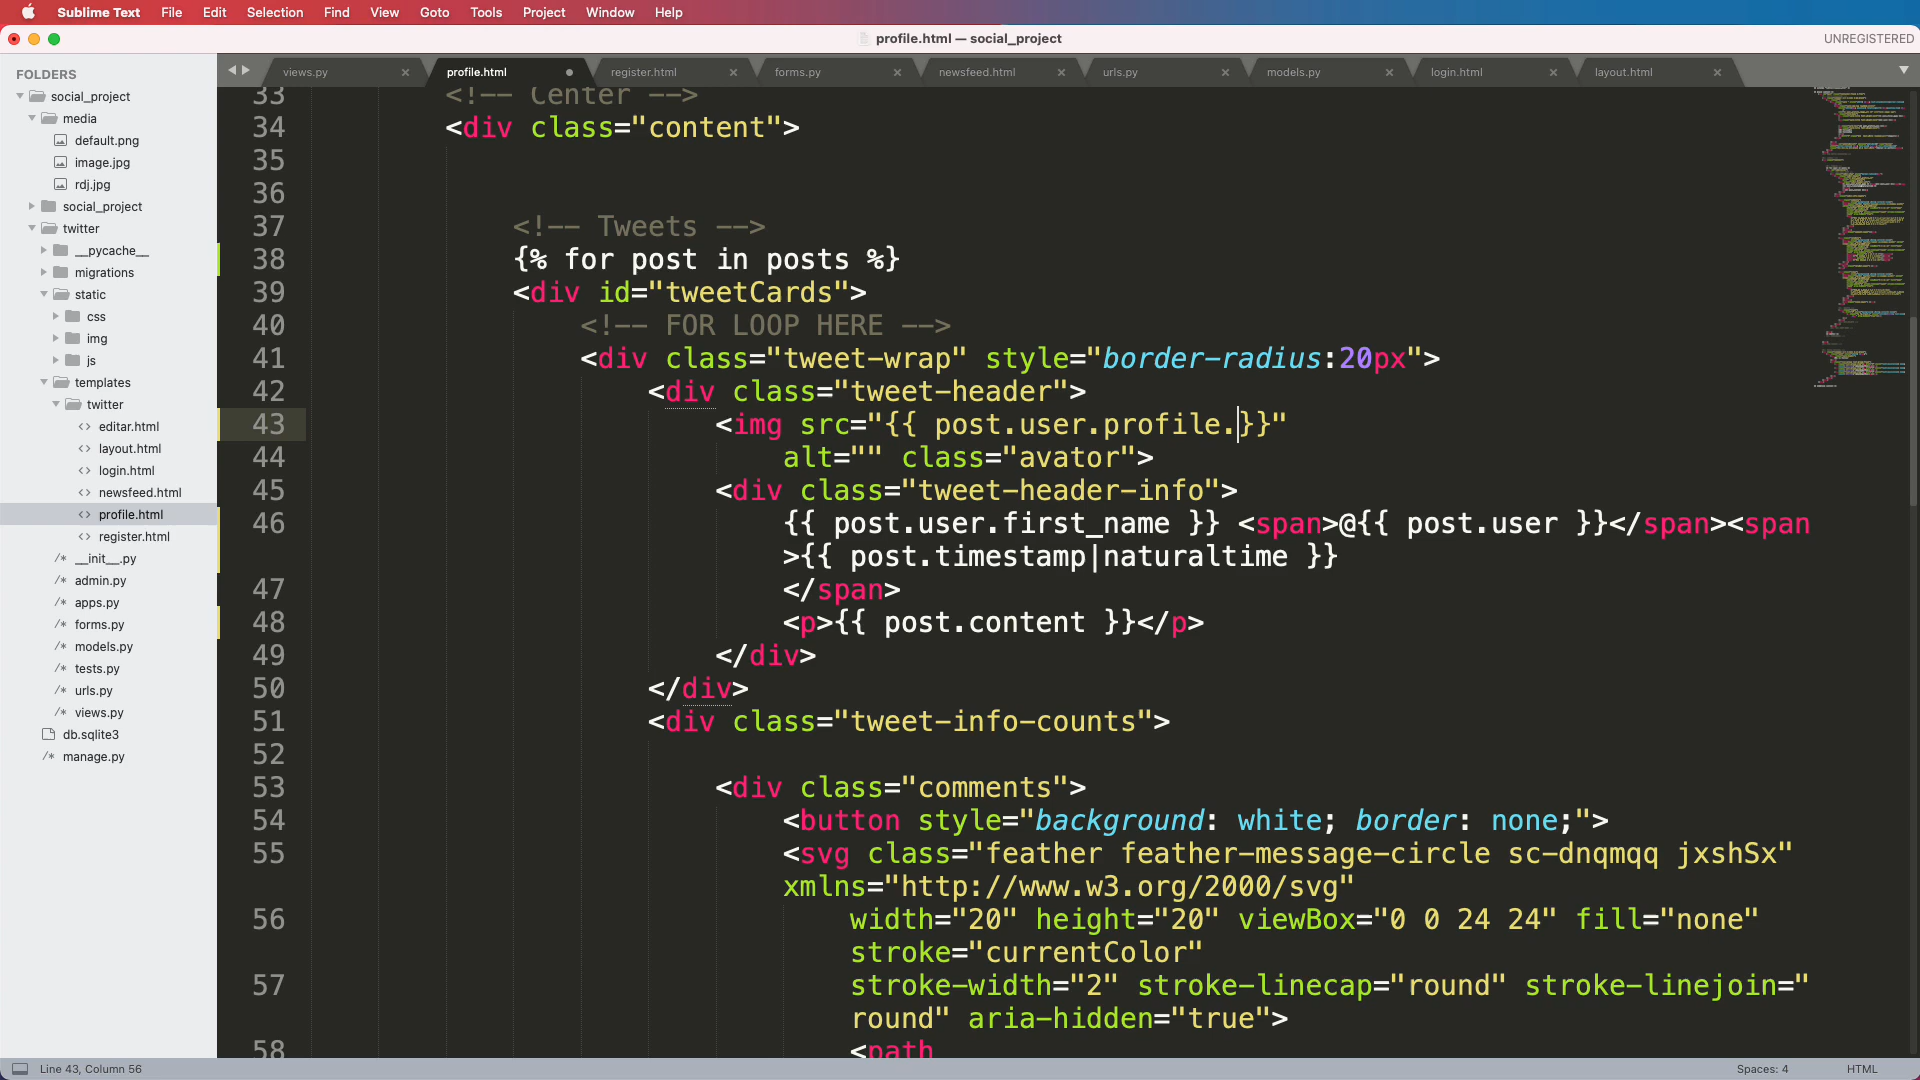 Sublime Text File Edit Selection Find View Goto Tools Project Window Help
profile.html — social_project
UNREGISTERED
FOLDERS
social_project
media
default.png
image.jpg
rdj.jpg
social_project
twitter
__pycache__
migrations
static
css
img
js
templates
twitter
editar.html
layout.html
login.html
newsfeed.html
profile.html
register.html
__init__.py
admin.py
apps.py
forms.py
models.py
tests.py
urls.py
views.py
db.sqlite3
manage.py
views.py profile.html register.html forms.py newsfeed.html urls.py models.py login.html layout.html
33 <!-- Center -->
34 <div class="content">
35
36
37 <!-- Tweets -->
38 {% for post in posts %}
39 <div id="tweetCards">
40 <!-- FOR LOOP HERE -->
41 <div class="tweet-wrap" style="border-radius:20px">
42 <div class="tweet-header">
43 <img src="{{ post.user.profile.}}"
44 alt="" class="avator">
45 <div class="tweet-header-info">
46 {{ post.user.first_name }} <span>@{{ post.user }}</span><span
>{{ post.timestamp|naturaltime }}
47 </span>
48 <p>{{ post.content }}</p>
49 </div>
50 </div>
51 <div class="tweet-info-counts">
52
53 <div class="comments">
54 <button style="background: white; border: none;">
55 <svg class="feather feather-message-circle sc-dnqmqq jxshSx"
xmlns="http://www.w3.org/2000/svg"
56 width="20" height="20" viewBox="0 0 24 24" fill="none"
stroke="currentColor"
57 stroke-width="2" stroke-linecap="round" stroke-linejoin="
round" aria-hidden="true">
58 <path
Line 43, Column 56
Spaces: 4
HTML